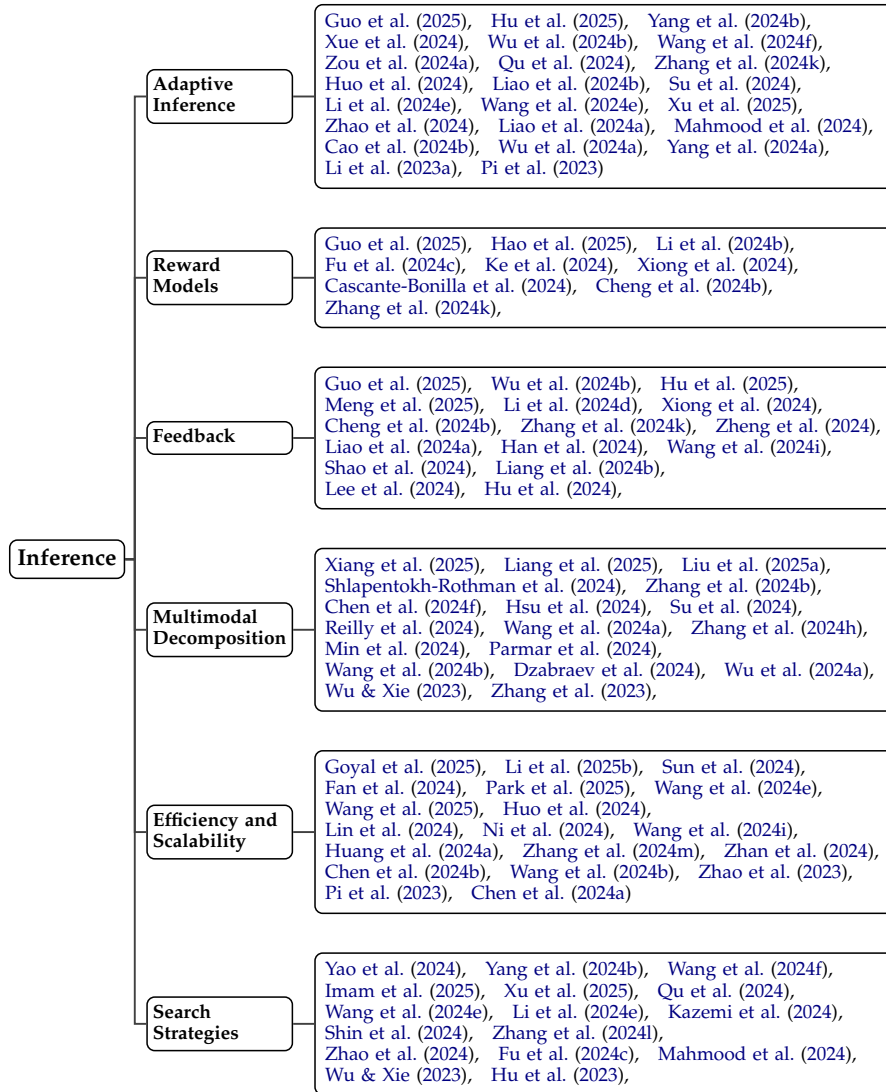 Inference
Adaptive
Inference
Guo et al. (2025), Hu et al. (2025), Yang et al. (2024b),
Xue et al. (2024), Wu et al. (2024b), Wang et al. (2024f),
Zou et al. (2024a), Qu et al. (2024), Zhang et al. (2024k),
Huo et al. (2024), Liao et al. (2024b), Su et al. (2024),
Li et al. (2024e), Wang et al. (2024e), Xu et al. (2025),
Zhao et al. (2024), Liao et al. (2024a), Mahmood et al. (2024),
Cao et al. (2024b), Wu et al. (2024a), Yang et al. (2024a),
Li et al. (2023a), Pi et al. (2023)
Reward
Models
Guo et al. (2025), Hao et al. (2025), Li et al. (2024b),
Fu et al. (2024c), Ke et al. (2024), Xiong et al. (2024),
Cascante-Bonilla et al. (2024), Cheng et al. (2024b),
Zhang et al. (2024k),
Feedback
Guo et al. (2025), Wu et al. (2024b), Hu et al. (2025),
Meng et al. (2025), Li et al. (2024d), Xiong et al. (2024),
Cheng et al. (2024b), Zhang et al. (2024k), Zheng et al. (2024),
Liao et al. (2024a), Han et al. (2024), Wang et al. (2024i),
Shao et al. (2024), Liang et al. (2024b),
Lee et al. (2024), Hu et al. (2024),
Multimodal
Decomposition
Xiang et al. (2025), Liang et al. (2025), Liu et al. (2025a),
Shlapentokh-Rothman et al. (2024), Zhang et al. (2024b),
Chen et al. (2024f), Hsu et al. (2024), Su et al. (2024),
Reilly et al. (2024), Wang et al. (2024a), Zhang et al. (2024h),
Min et al. (2024), Parmar et al. (2024),
Wang et al. (2024b), Dzabraev et al. (2024), Wu et al. (2024a),
Wu & Xie (2023), Zhang et al. (2023),
Efficiency and
Scalability
Goyal et al. (2025), Li et al. (2025b), Sun et al. (2024),
Fan et al. (2024), Park et al. (2025), Wang et al. (2024e),
Wang et al. (2025), Huo et al. (2024),
Lin et al. (2024), Ni et al. (2024), Wang et al. (2024i),
Huang et al. (2024a), Zhang et al. (2024m), Zhan et al. (2024),
Chen et al. (2024b), Wang et al. (2024b), Zhao et al. (2023),
Pi et al. (2023), Chen et al. (2024a)
Search
Strategies
Yao et al. (2024), Yang et al. (2024b), Wang et al. (2024f),
Imam et al. (2025), Xu et al. (2025), Qu et al. (2024),
Wang et al. (2024e), Li et al. (2024e), Kazemi et al. (2024),
Shin et al. (2024), Zhang et al. (2024l),
Zhao et al. (2024), Fu et al. (2024c), Mahmood et al. (2024),
Wu & Xie (2023), Hu et al. (2023),